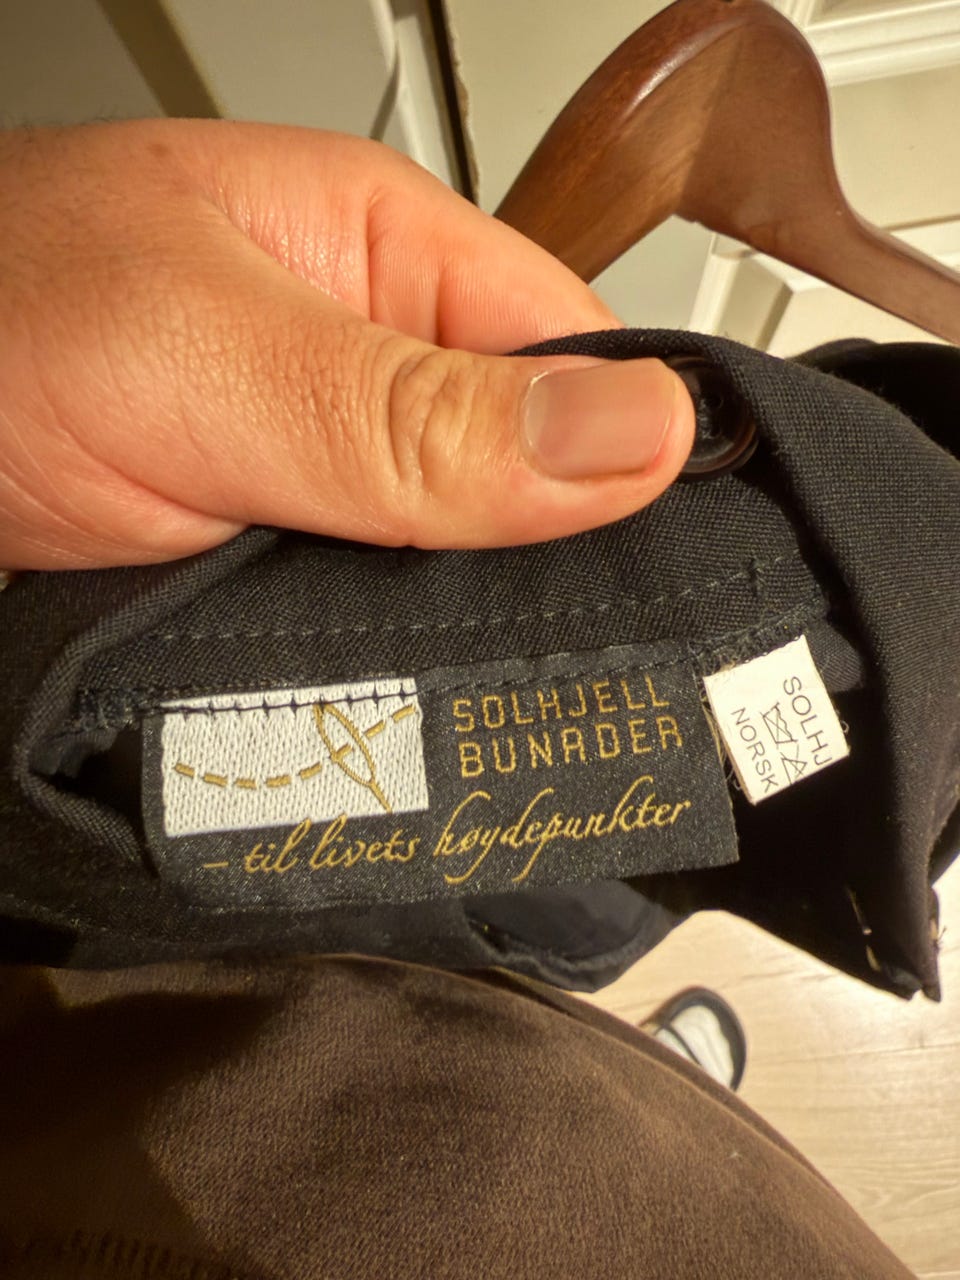 SOLHJELL
BUNADER
– til livets høydepunkter
SOLHJ
NORSK